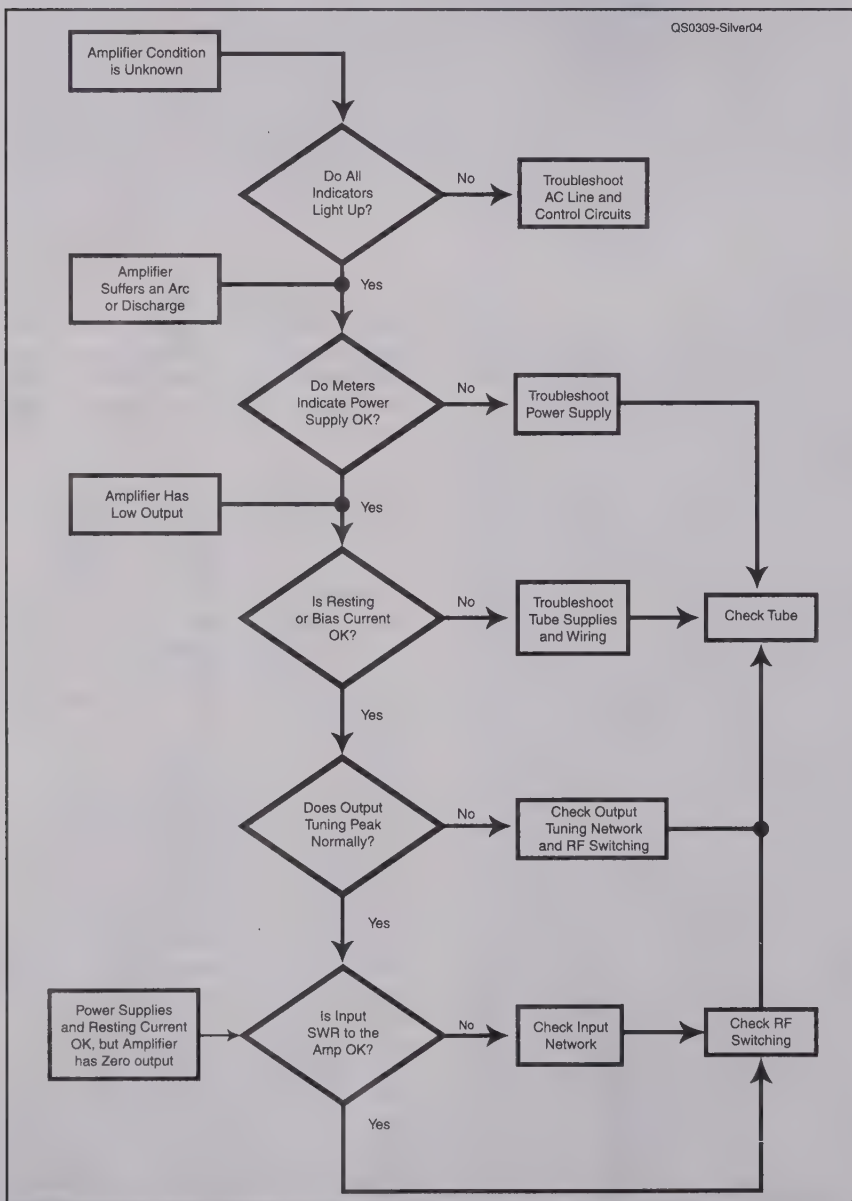 QS0309-Silver04
Amplifier Condition
is Unknown
Do All
Indicators
Light Up?
No
Troubleshoot
AC Line and
Control Circuits
Amplifier
Suffers an Arc
or Discharge
Yes
Do Meters
Indicate Power
Supply OK?
No
Troubleshoot
Power Supply
Amplifier Has
Low Output
Yes
Is Resting
or Bias Current
OK?
No
Troubleshoot
Tube Supplies
and Wiring
Check Tube
Yes
Does Output
Tuning Peak
Normally?
No
Check Output
Tuning Network
and RF Switching
Yes
Power Supplies
and Resting Current
OK, but Amplifier
has Zero output
Is Input
SWR to the
Amp OK?
No
Check Input
Network
Check RF
Switching
Yes